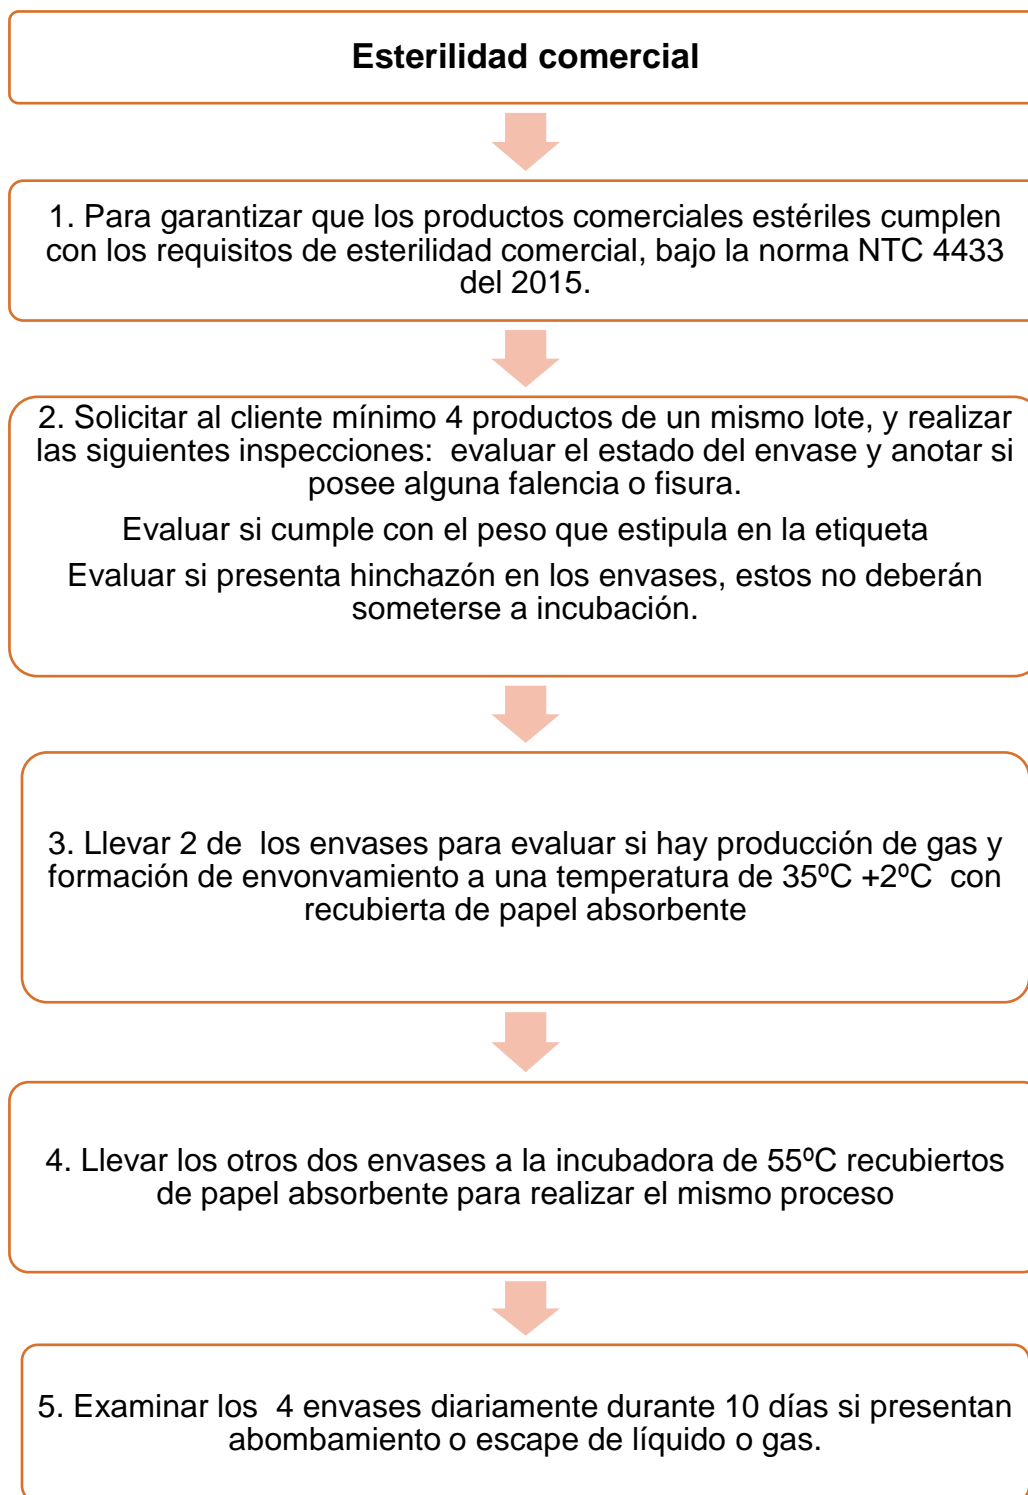 Esterilidad comercial
1. Para garantizar que los productos comerciales estériles cumplen
con los requisitos de esterilidad comercial, bajo la norma NTC 4433
del 2015.
2. Solicitar al cliente mínimo 4 productos de un mismo lote, y realizar
las siguientes inspecciones:  evaluar el estado del envase y anotar si
posee alguna falencia o fisura.
Evaluar si cumple con el peso que estipula en la etiqueta
Evaluar si presenta hinchazón en los envases, estos no deberán
someterse a incubación.
3. Llevar 2 de  los envases para evaluar si hay producción de gas y
formación de envonvamiento a una temperatura de 35ºC +2ºC  con
recubierta de papel absorbente
4. Llevar los otros dos envases a la incubadora de 55ºC recubiertos
de papel absorbente para realizar el mismo proceso
5. Examinar los  4 envases diariamente durante 10 días si presentan
abombamiento o escape de líquido o gas.